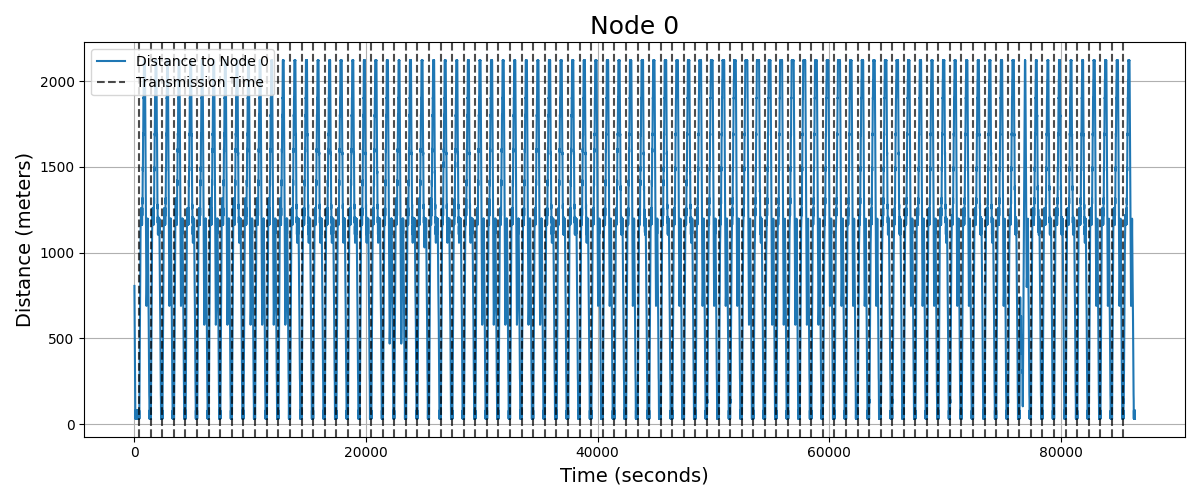 Node 0
Distance to Node 0
Transmission Time
Distance (meters)
2000
1500
1000
500
0
0 20000 40000 60000 80000
Time (seconds)